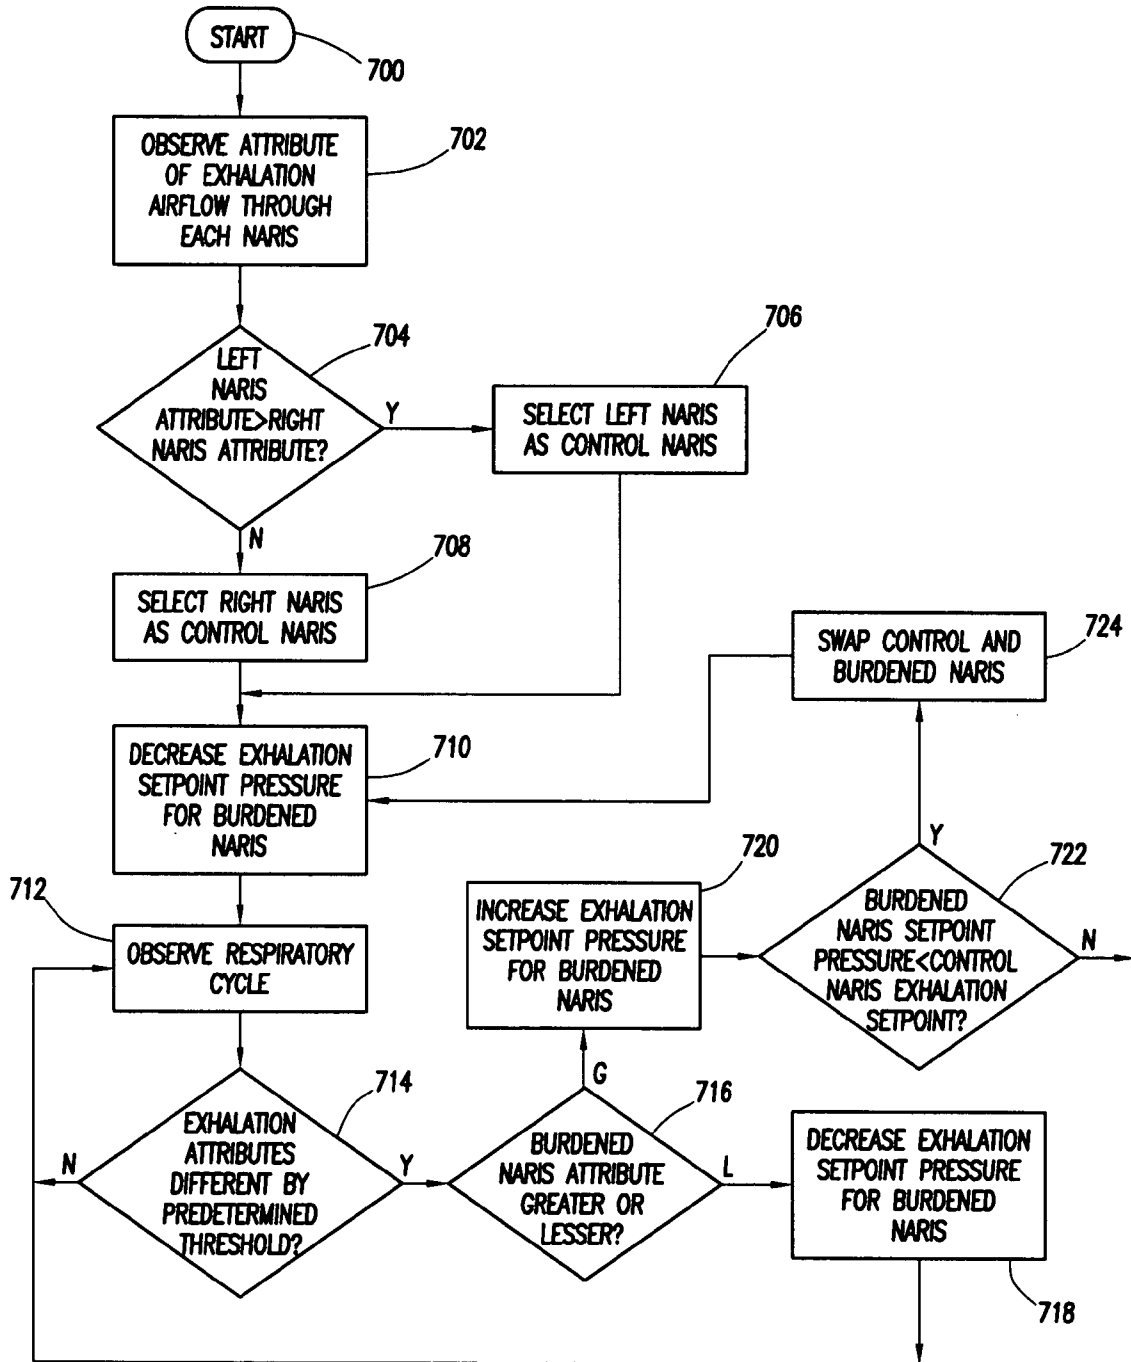 START
700
OBSERVE ATTRIBUTE
OF EXHALATION
AIRFLOW THROUGH
EACH NARIS
702
LEFT
NARIS
ATTRIBUTE>RIGHT
NARIS ATTRIBUTE?
704
Y
N
SELECT LEFT NARIS
AS CONTROL NARIS
706
SELECT RIGHT NARIS
AS CONTROL NARIS
708
DECREASE EXHALATION
SETPOINT PRESSURE
FOR BURDENED
NARIS
710
OBSERVE RESPIRATORY
CYCLE
712
EXHALATION
ATTRIBUTES
DIFFERENT BY
PREDETERMINED
THRESHOLD?
714
N
Y
BURDENED
NARIS ATTRIBUTE
GREATER OR
LESSER?
716
G
L
DECREASE EXHALATION
SETPOINT PRESSURE
FOR BURDENED
NARIS
718
INCREASE EXHALATION
SETPOINT PRESSURE
FOR BURDENED
NARIS
720
BURDENED
NARIS SETPOINT
PRESSURE<CONTROL
NARIS EXHALATION
SETPOINT?
722
Y
N
SWAP CONTROL AND
BURDENED NARIS
724